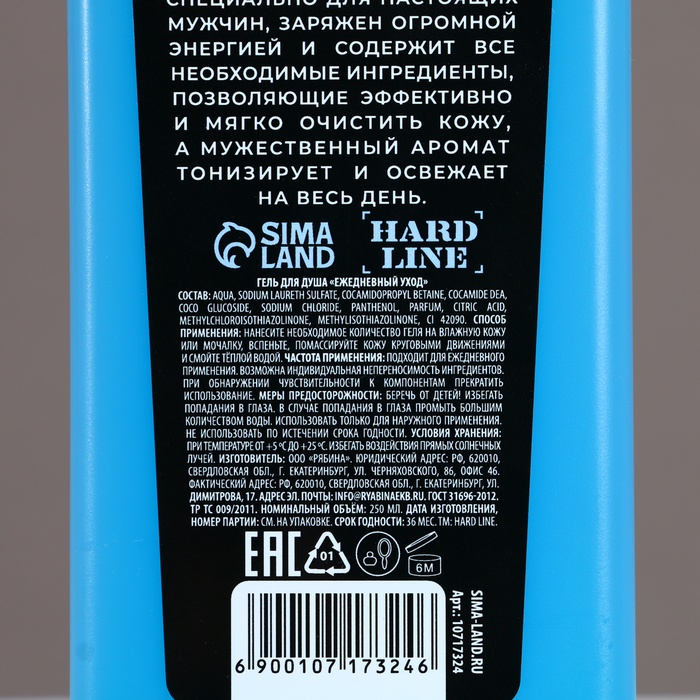 СПЕЦИАЛЬНО ДЛЯ НАСТОЯЩИХ
МУЖЧИН, ЗАРЯЖЕН ОГРОМНОЙ
ЭНЕРГИЕЙ И СОДЕРЖИТ ВСЕ
НЕОБХОДИМЫЕ ИНГРЕДИЕНТЫ,
ПОЗВОЛЯЮЩИЕ ЭФФЕКТИВНО
И МЯГКО ОЧИСТИТЬ КОЖУ,
А МУЖЕСТВЕННЫЙ АРОМАТ
ТОНИЗИРУЕТ И ОСВЕЖАЕТ
НА ВЕСЬ ДЕНЬ.
SIMA LAND
HARD LINE
ГЕЛЬ ДЛЯ ДУША «ЕЖЕДНЕВНЫЙ УХОД»
СОСТАВ: AQUA, SODIUM LAURETH SULFATE, COCAMIDOPROPYL BETAINE, COCAMIDE DEA,
COCO GLUCOSIDE, SODIUM CHLORIDE, PANTHENOL, PARFUM, CITRIC ACID,
METHYLCHLOROISOTHIAZOLINONE, METHYLISOTHIAZOLINONE, CI 42090. СПОСОБ
ПРИМЕНЕНИЯ: НАНЕСИТЕ НЕОБХОДИМОЕ КОЛИЧЕСТВО ГЕЛЯ НА ВЛАЖНУЮ КОЖУ
ИЛИ МОЧАЛКУ, ВСПЕНЬТЕ, ПОМАССИРУЙТЕ КОЖУ КРУГОВЫМИ ДВИЖЕНИЯМИ
И СМОЙТЕ ТЁПЛОЙ ВОДОЙ. ЧАСТОТА ПРИМЕНЕНИЯ: ПОДХОДИТ ДЛЯ ЕЖЕДНЕВНОГО
ПРИМЕНЕНИЯ. ВОЗМОЖНА ИНДИВИДУАЛЬНАЯ НЕПЕРЕНОСИМОСТЬ ИНГРЕДИЕНТОВ.
ПРИ ОБНАРУЖЕНИИ ЧУВСТВИТЕЛЬНОСТИ К КОМПОНЕНТАМ ПРЕКРАТИТЬ
ИСПОЛЬЗОВАНИЕ. МЕРЫ ПРЕДОСТОРОЖНОСТИ: БЕРЕЧЬ ОТ ДЕТЕЙ! ИЗБЕГАТЬ
ПОПАДАНИЯ В ГЛАЗА. В СЛУЧАЕ ПОПАДАНИЯ В ГЛАЗА ПРОМЫТЬ БОЛЬШИМ
КОЛИЧЕСТВОМ ВОДЫ. ИСПОЛЬЗОВАТЬ ТОЛЬКО ДЛЯ НАРУЖНОГО ПРИМЕНЕНИЯ.
НЕ ИСПОЛЬЗОВАТЬ ПО ИСТЕЧЕНИИ СРОКА ГОДНОСТИ. УСЛОВИЯ ХРАНЕНИЯ:
ПРИ ТЕМПЕРАТУРЕ ОТ +5 °C ДО +25 °C. ИЗБЕГАТЬ ВОЗДЕЙСТВИЯ ПРЯМЫХ СОЛНЕЧНЫХ
ЛУЧЕЙ. ИЗГОТОВИТЕЛЬ: ООО «РЯБИНА». ЮРИДИЧЕСКИЙ АДРЕС: РФ, 620010,
СВЕРДЛОВСКАЯ ОБЛ., Г. ЕКАТЕРИНБУРГ, УЛ. ЧЕРНЯХОВСКОГО, 86, ОФИС 46.
ФАКТИЧЕСКИЙ АДРЕС: РФ, 620010, СВЕРДЛОВСКАЯ ОБЛ., Г. ЕКАТЕРИНБУРГ, УЛ.
ДИМИТРОВА, 17. АДРЕС ЭЛ. ПОЧТЫ: INFO@RYABINAEKB.RU. ГОСТ 31696-2012.
ТР ТС 009/2011. НОМИНАЛЬНЫЙ ОБЪЁМ: 250 МЛ. ДАТА ИЗГОТОВЛЕНИЯ,
НОМЕР ПАРТИИ: СМ. НА УПАКОВКЕ. СРОК ГОДНОСТИ: 36 МЕС. ТМ: HARD LINE.
EAC 01 6M
SIMA-LAND.RU
Арт.: 10717324
6 900107 173246